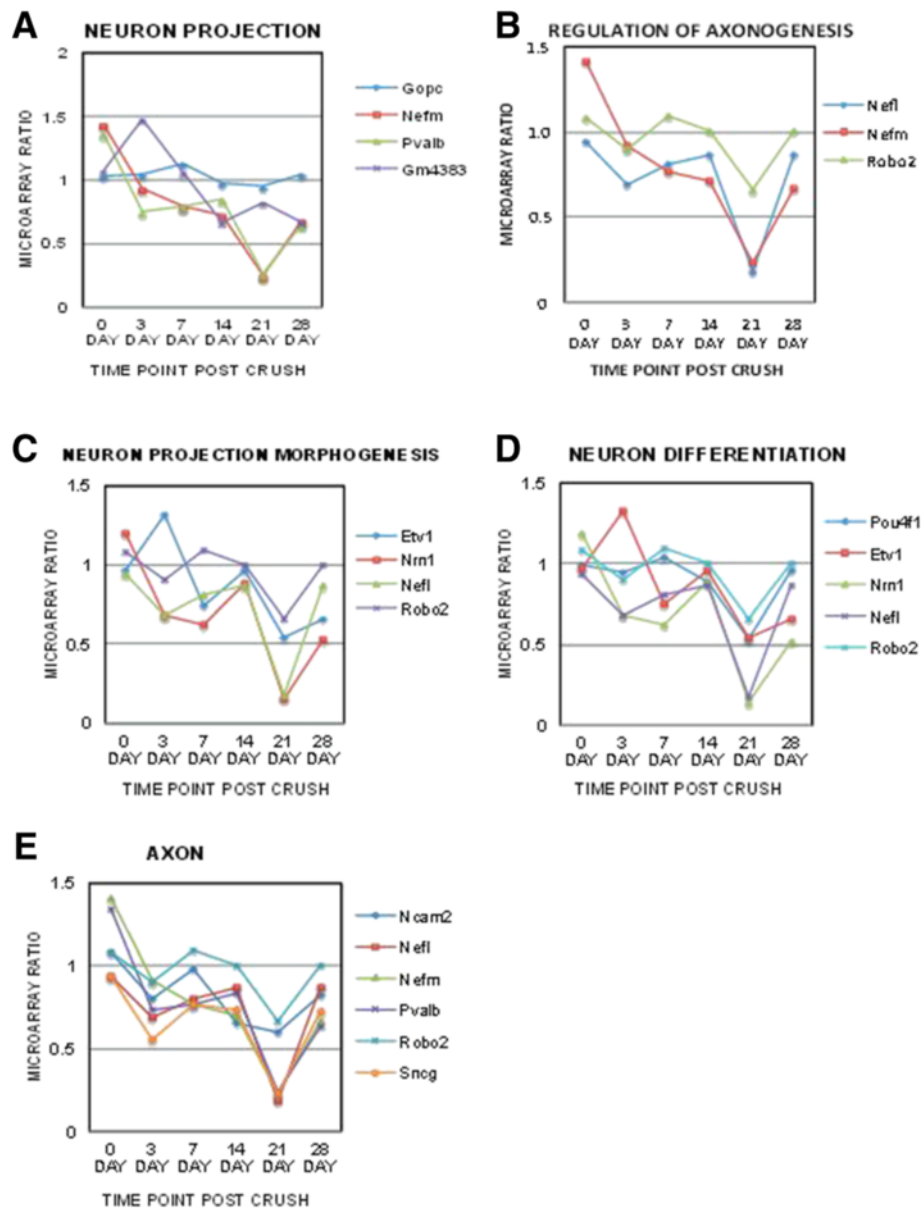 A NEURON PROJECTION
2
1.5
1
0.5
0
MICROARRAY RATIO
0 3 7 14 21 28
DAY DAY DAY DAY DAY DAY
TIME POINT POST CRUSH
Gopc
Nefm
Pvalb
Gm4383
B REGULATION OF AXONOGENESIS
1.5
1.0
0.5
0
MICROARRAY RATIO
0 3 7 14 21 28
DAY DAY DAY DAY DAY DAY
TIME POINT POST CRUSH
Nefl
Nefm
Robo2
C NEURON PROJECTION MORPHOGENESIS
1.5
1
0.5
0
MICROARRAY RATIO
0 3 7 14 21 28
DAY DAY DAY DAY DAY DAY
TIME POINT POST CRUSH
Etv1
Nrn1
Nefl
Robo2
D NEURON DIFFERENTIATION
1.5
1
0.5
0
MICROARRAY RATIO
0 3 7 14 21 28
DAY DAY DAY DAY DAY DAY
TIME POINT POST CRUSH
Pou4f1
Etv1
Nrn1
Nefl
Robo2
E AXON
1.5
1
0.5
0
MICROARRAY RATIO
0 3 7 14 21 28
DAY DAY DAY DAY DAY DAY
TIME POINT POST CRUSH
Ncam2
Nefl
Nefm
Pvalb
Robo2
Sncg